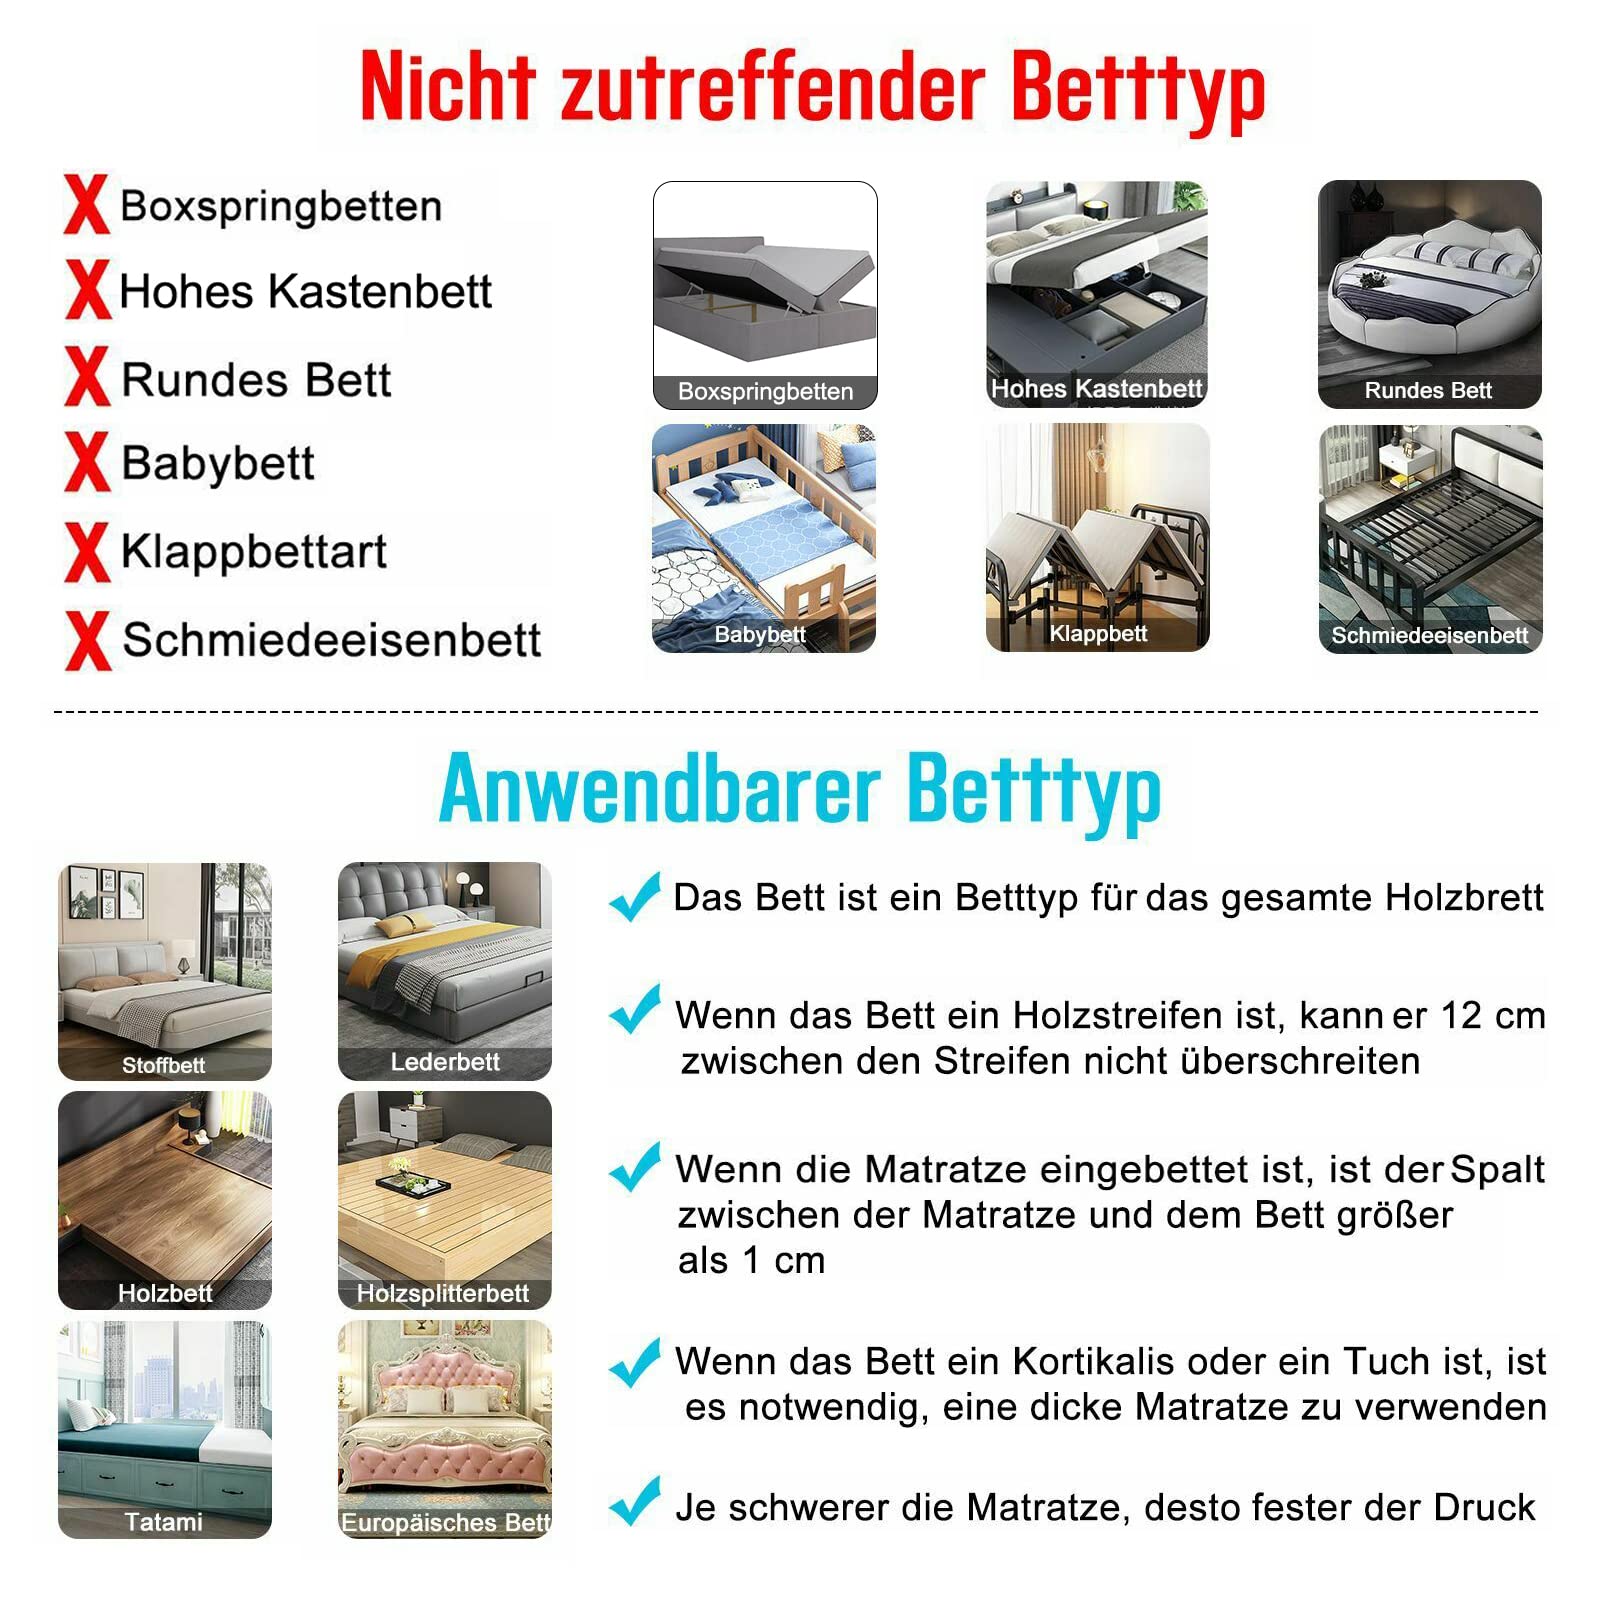 Nicht zutreffender Betttyp
X Boxspringbetten
X Hohes Kastenbett
X Rundes Bett
X Babybett
X Klappbettart
X Schmiedeeisenbett
Boxspringbetten
Hohes Kastenbett
Rundes Bett
Babybett
Klappbett
Schmiedeeisenbett
Anwendbarer Betttyp
Stoffbett
Lederbett
Holzbett
Holzsplitterbett
Tatami
Europäisches Bett
Das Bett ist ein Betttyp für das gesamte Holzbrett
Wenn das Bett ein Holzstreifen ist, kann er 12 cm
zwischen den Streifen nicht überschreiten
Wenn die Matratze eingebettet ist, ist der Spalt
zwischen der Matratze und dem Bett größer
als 1 cm
Wenn das Bett ein Kortikalis oder ein Tuch ist, ist
es notwendig, eine dicke Matratze zu verwenden
Je schwerer die Matratze, desto fester der Druck